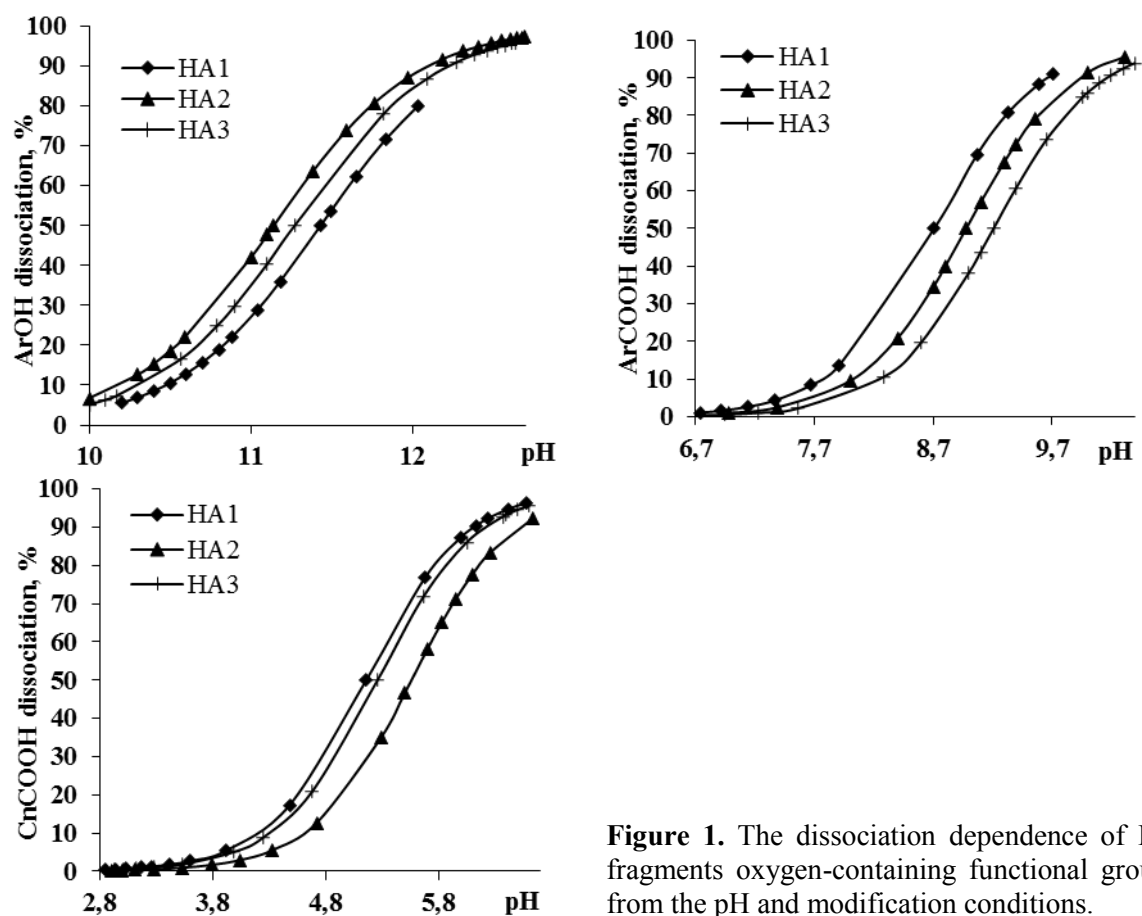 ArOH dissociation, %
100
90
80
70
60
50
40
30
20
10
0
HA1
HA2
HA3
10
11
12
pH
ArCOOH dissociation, %
100
90
80
70
60
50
40
30
20
10
0
HA1
HA2
HA3
6,7
7,7
8,7
9,7
pH
CnCOOH dissociation, %
100
90
80
70
60
50
40
30
20
10
0
HA1
HA2
HA3
2,8
3,8
4,8
5,8
pH
Figure 1. The dissociation dependence of
fragments oxygen-containing functional
from the pH and modification conditions.